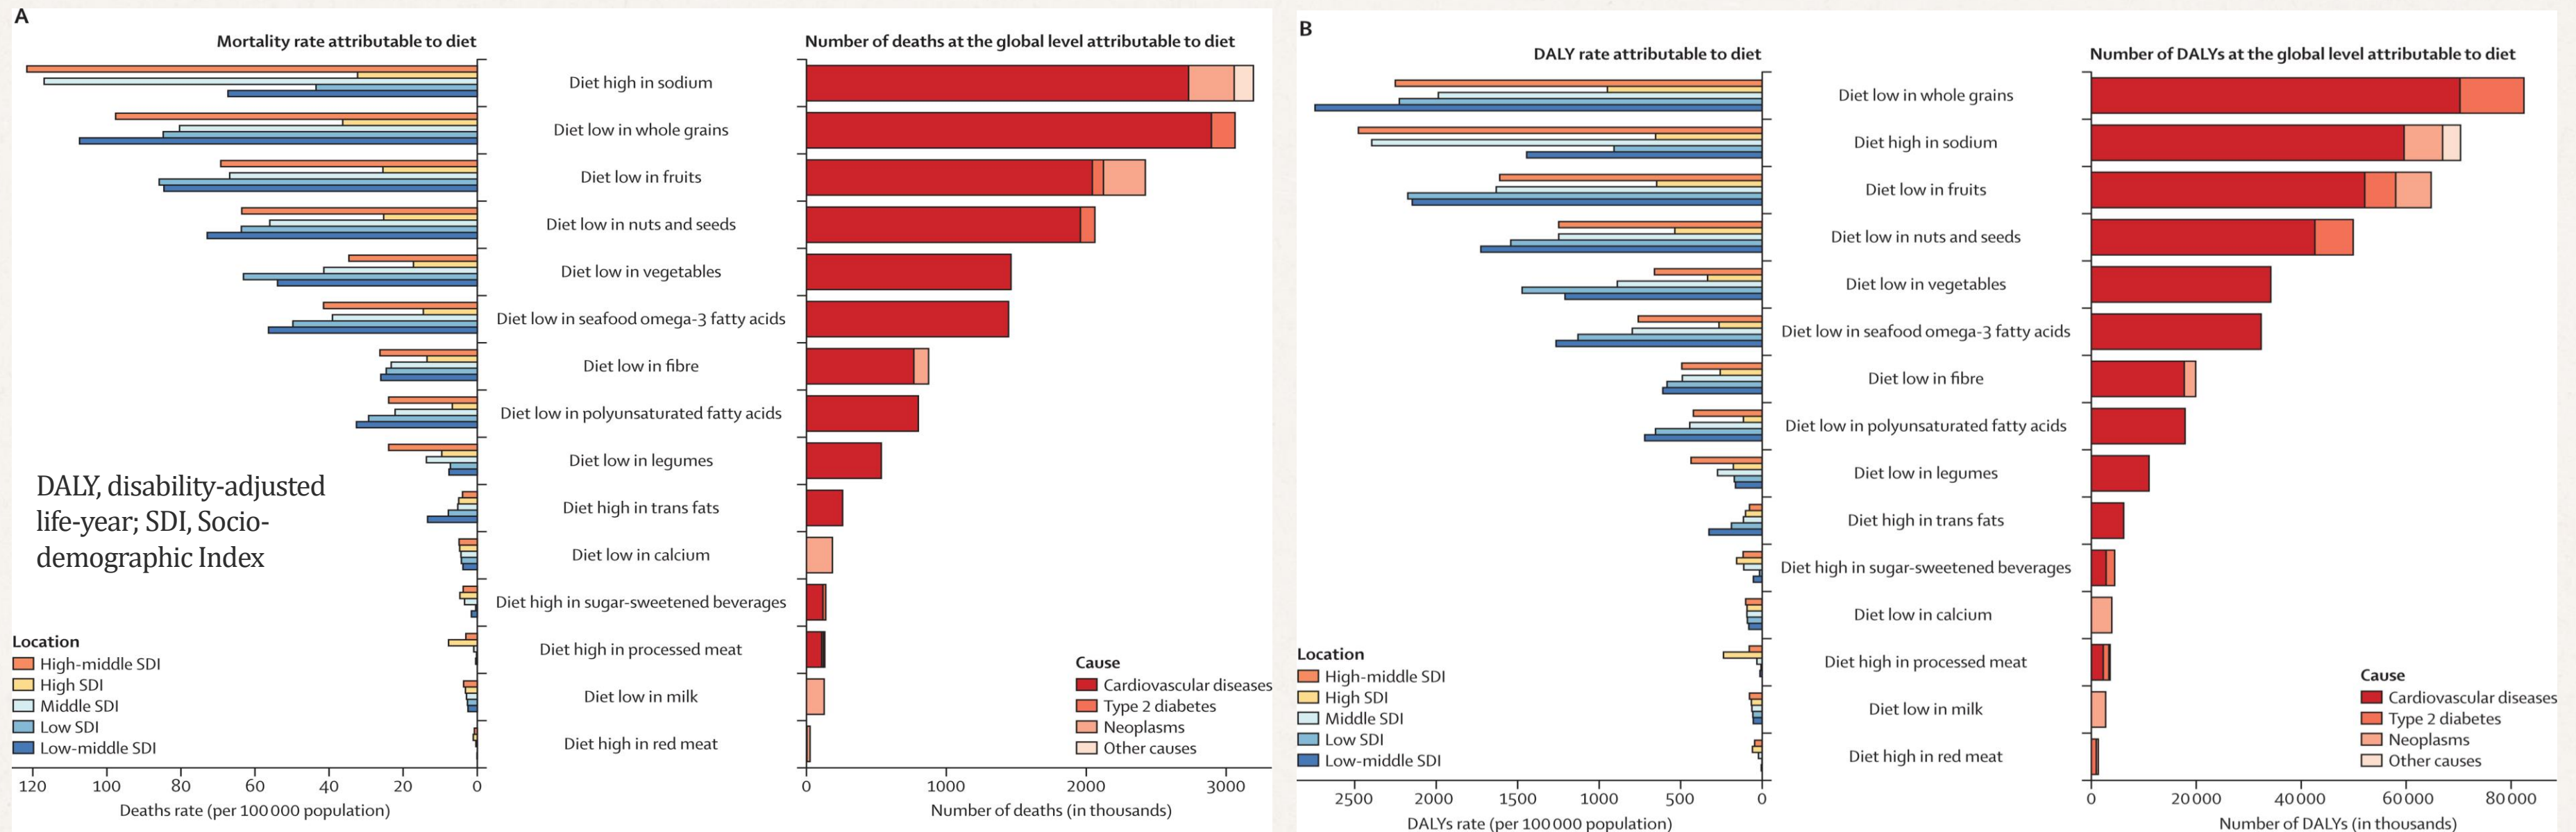 A
Mortality rate attributable to diet
Number of deaths at the global level attributable to diet
Diet high in sodium
Diet low in whole grains
Diet low in fruits
Diet low in nuts and seeds
Diet low in vegetables
Diet low in seafood omega-3 fatty acids
Diet low in fibre
Diet low in polyunsaturated fatty acids
Diet low in legumes
Diet high in trans fats
Diet low in calcium
Diet high in sugar-sweetened beverages
Diet high in processed meat
Diet low in milk
Diet high in red meat
DALY, disability-adjusted
life-year; SDI, Socio-
demographic Index
Location
High-middle SDI
High SDI
Middle SDI
Low SDI
Low-middle SDI
Cause
Cardiovascular diseases
Type 2 diabetes
Neoplasms
Other causes
120 100 80 60 40 20 0
Deaths rate (per 100 000 population)
0 1000 2000 3000
Number of deaths (in thousands)
B
DALY rate attributable to diet
Number of DALYs at the global level attributable to diet
Diet low in whole grains
Diet high in sodium
Diet low in fruits
Diet low in nuts and seeds
Diet low in vegetables
Diet low in seafood omega-3 fatty acids
Diet low in fibre
Diet low in polyunsaturated fatty acids
Diet low in legumes
Diet high in trans fats
Diet high in sugar-sweetened beverages
Diet low in calcium
Diet high in processed meat
Diet low in milk
Diet high in red meat
Location
High-middle SDI
High SDI
Middle SDI
Low SDI
Low-middle SDI
Cause
Cardiovascular diseases
Type 2 diabetes
Neoplasms
Other causes
2500 2000 1500 1000 500 0
DALYs rate (per 100 000 population)
0 20 000 40 000 60 000 80 000
Number of DALYs (in thousands)